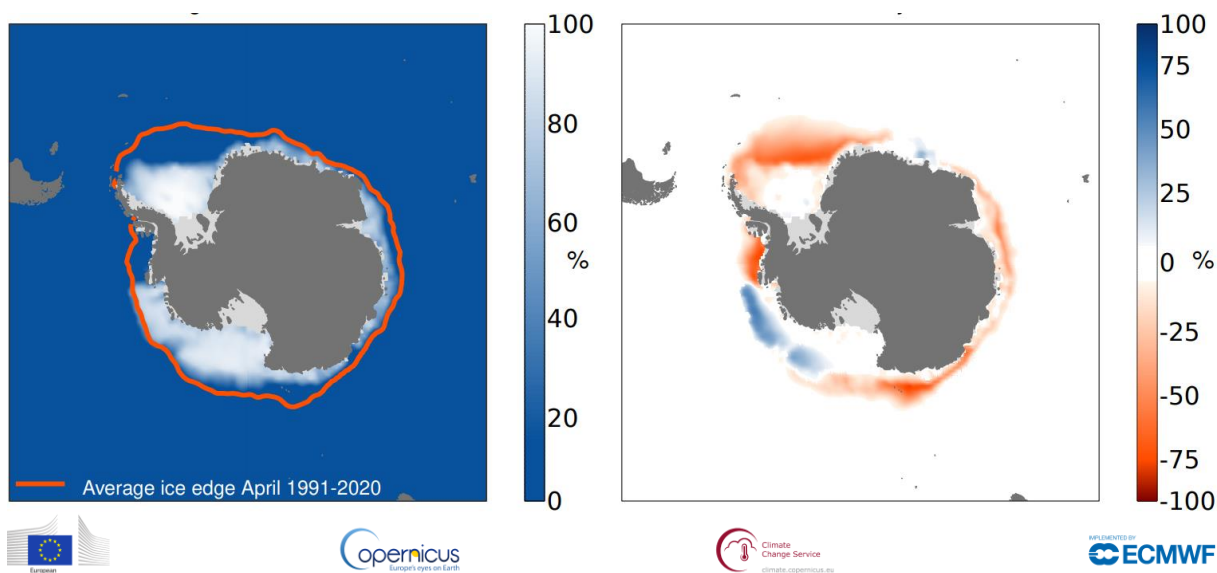 100
80
60
%
40
20
0
Average ice edge April 1991-2020
100
75
50
25
0
%
-25
-50
-75
-100
European
opernicus
Europe's eyes on Earth
Climate
Change Service
climate.copernicus.eu
IMPLEMENTED BY
ECMWF